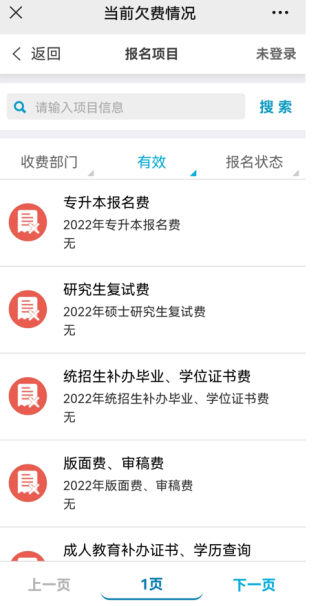 当前欠费情况
返回 报名项目 未登录
请输入项目信息 搜索
收费部门 有效 报名状态
专升本报名费
2022年专升本报名费
无
研究生复试费
2022年硕士研究生复试费
无
统招生补办毕业、学位证书费
2022年统招生补办毕业、学位证书费
无
版面费、审稿费
2022年版面费、审稿费
无
成人教育补办证书、学历查询
上一页 1页 下一页